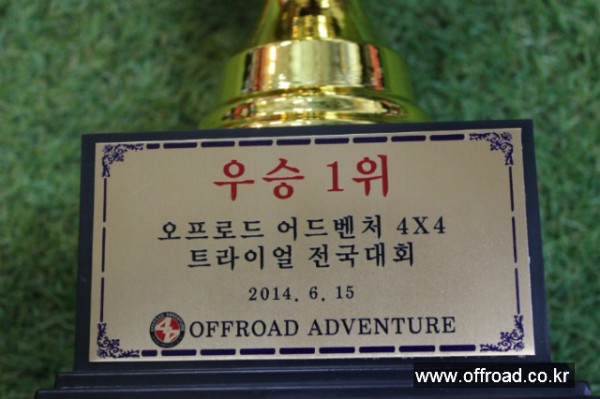 우승 1위
오프로드 어드벤처 4X4
트라이얼 전국대회
2014. 6. 15
OFFROAD ADVENTURE
www.offroad.co.kr